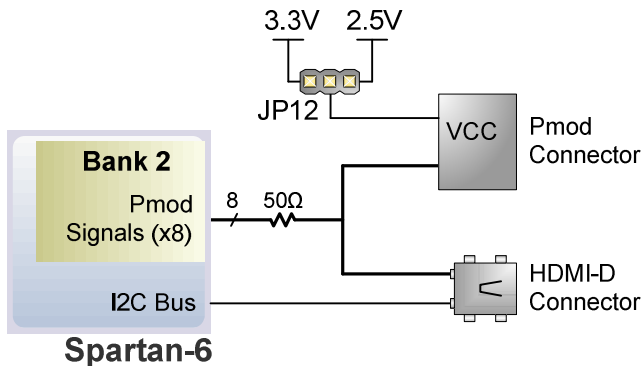 3.3V 2.5V
JP12
VCC
Pmod
Connector
Bank 2
Pmod
Signals (x8)
8 50Ω
HDMI-D
Connector
I2C Bus
Spartan-6